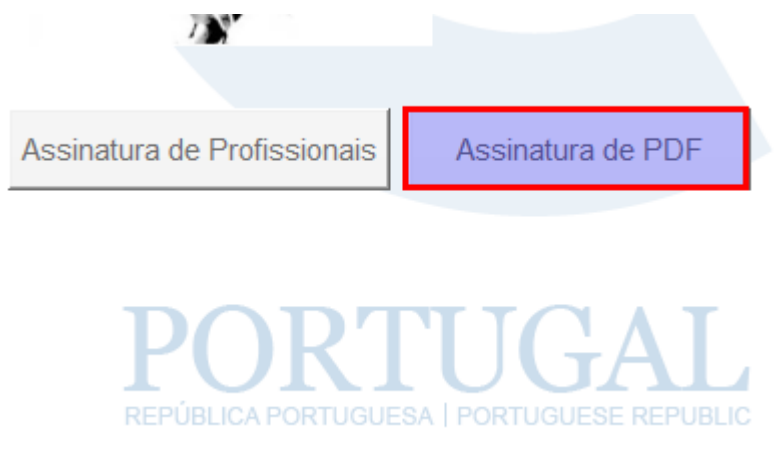 Assinatura de Profissionais
Assinatura de PDF
PORTUGAL
REPÚBLICA PORTUGUESA | PORTUGUESE REPUBLIC